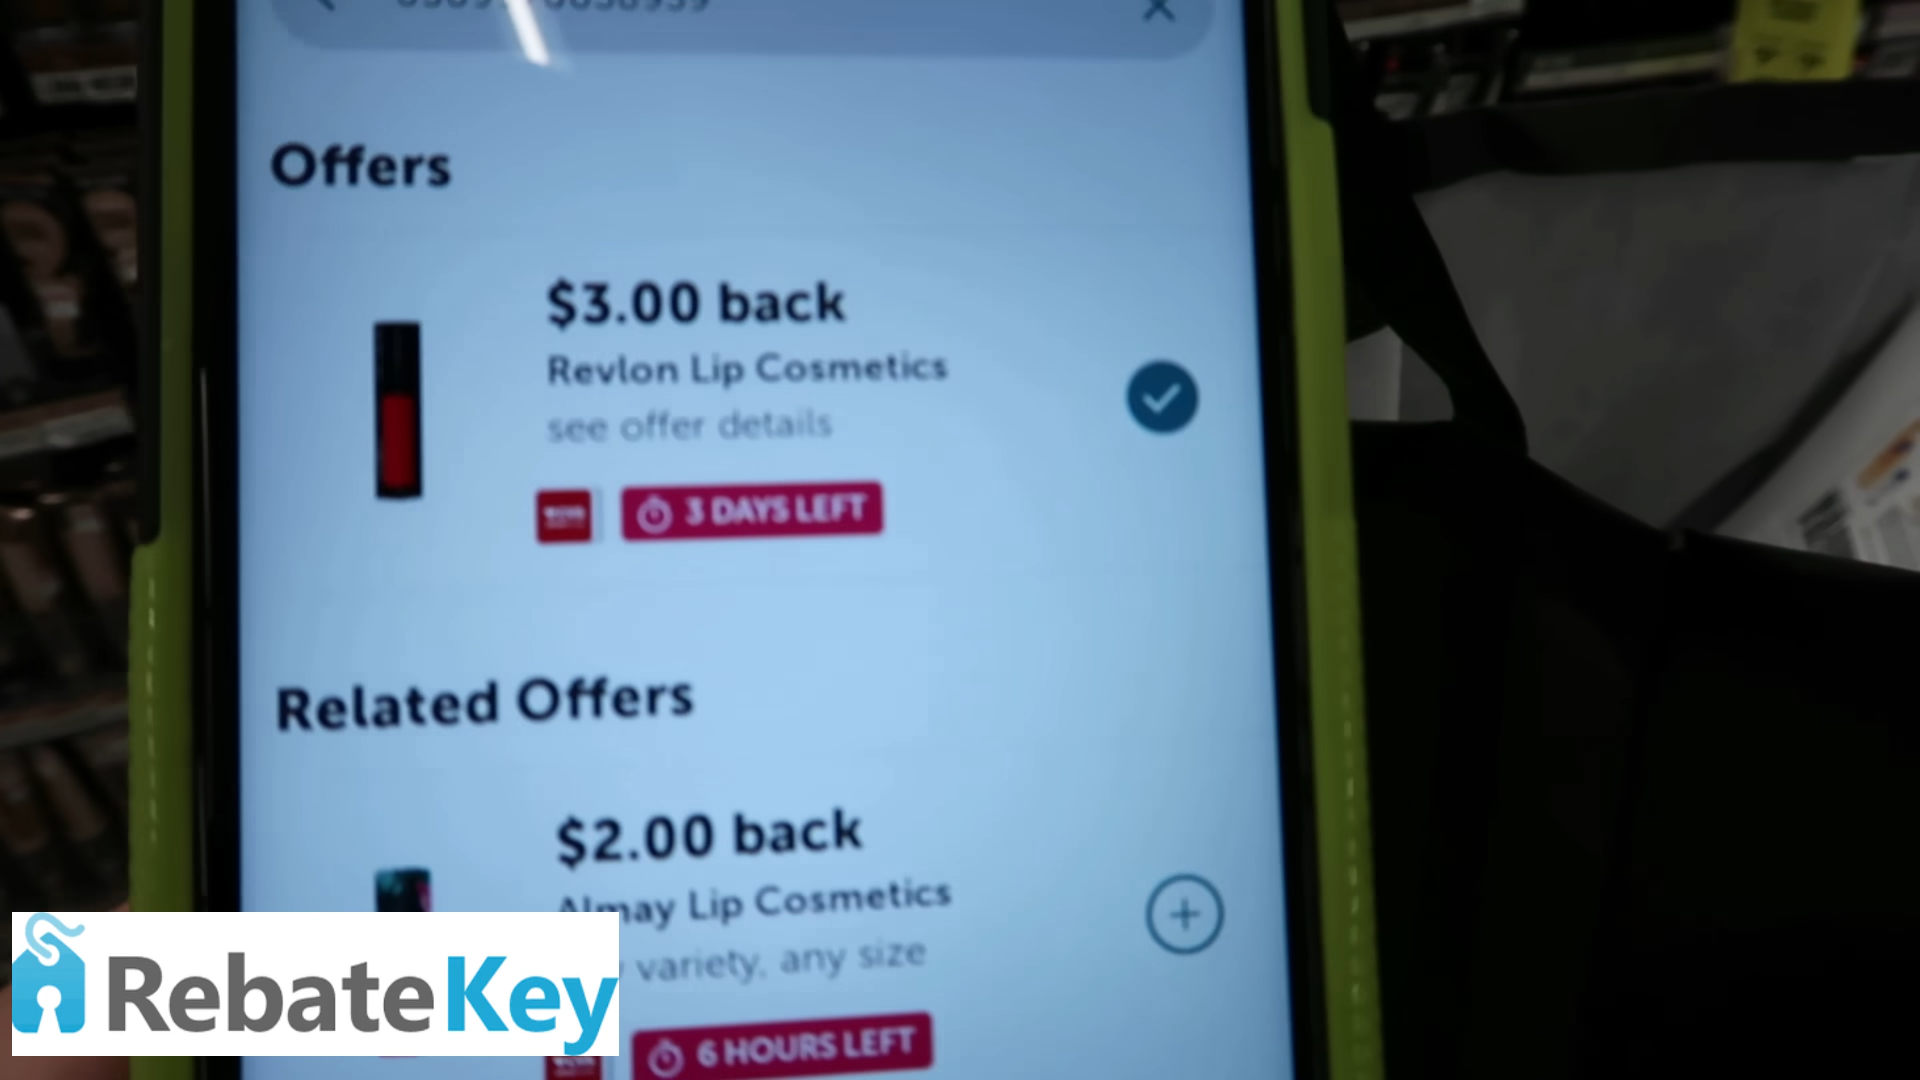 Offers
$3.00 back
Revlon Lip Cosmetics
see offer details
3 DAYS LEFT
Related Offers
$2.00 back
Almay Lip Cosmetics
variety, any size
6 HOURS LEFT
RebateKey